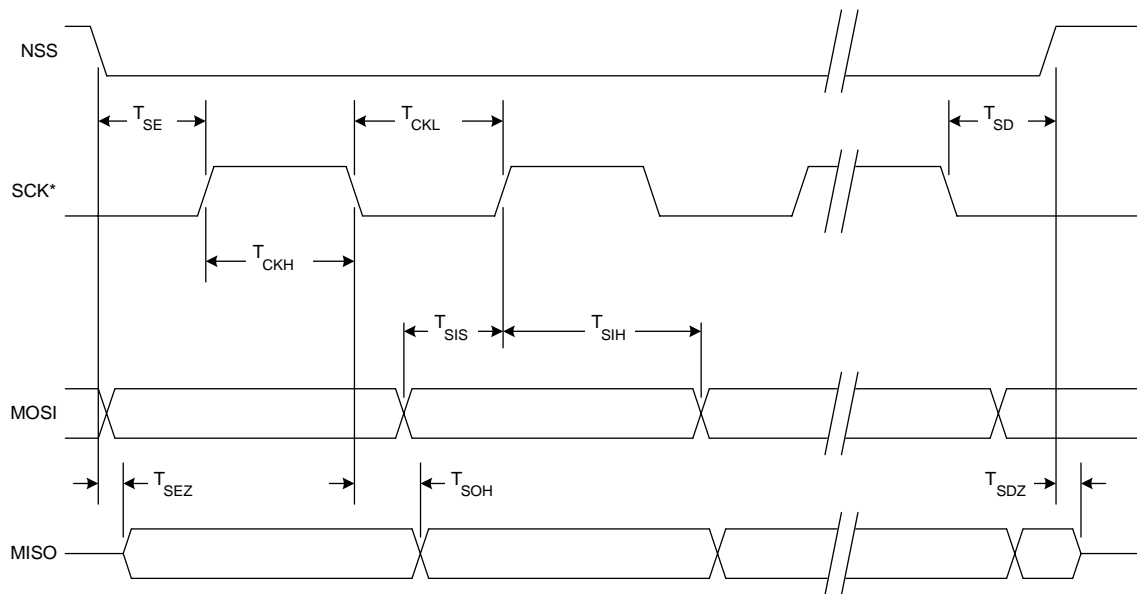 NSS
T_SE
T_CKL
T_SD
SCK*
T_CKH
T_SIS
T_SIH
MOSI
T_SEZ
T_SOH
T_SDZ
MISO